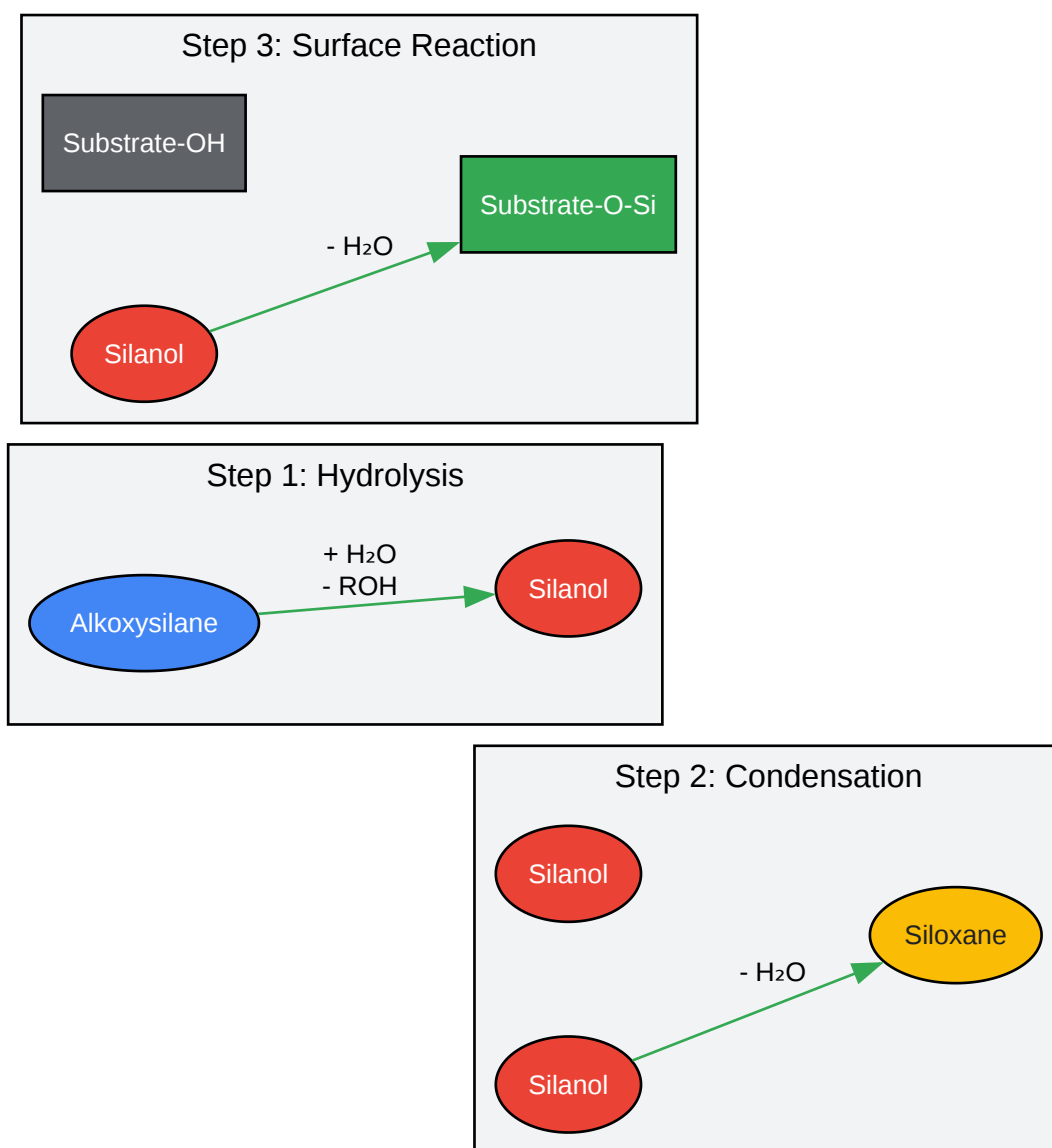 Step 3: Surface Reaction
Substrate-OH
Substrate-O-Si
- H₂O
Silanol
Step 1: Hydrolysis
+ H₂O
- ROH
Silanol
Alkoxysilane
Step 2: Condensation
Silanol
Siloxane
- H₂O
Silanol